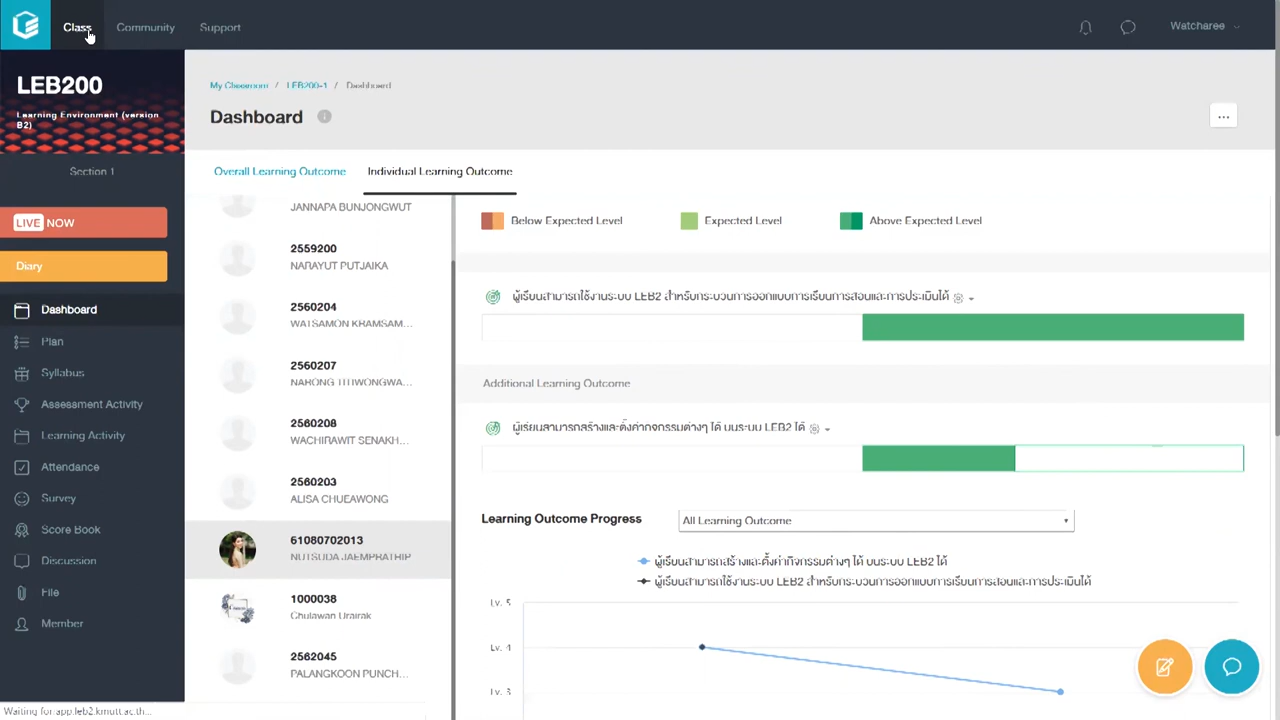 Class Community Support Watcharee
LEB200
Learning Environment (version B2)
Section 1
LIVE NOW
Diary
Dashboard
Plan
Syllabus
Assessment Activity
Learning Activity
Attendance
Survey
Score Book
Discussion
File
Member
Waiting for app.leb2.kmutt.ac.th...
My Classroom / LEB200-1 / Dashboard
Dashboard
...
Overall Learning Outcome Individual Learning Outcome
JANNAPA BUNJONGWUT
2559200
NARAYUT PUTJAIKA
2560204
WATSAMON KHAMSAM...
2560207
2560208
WACHIRAWIT SENAKH...
2560203
ALISA CHUEAWONG
61080702013
NUTSUDA JAEMPRATHIP
1000038
Chulawan Urairak
2562045
PALANGKOON PUNCH...
Below Expected Level Expected Level Above Expected Level
ผู้เรียนสามารถใช้งานระบบ LEB2 สำหรับกระบวนการออกแบบการเรียนการสอนและการประเมินได้
Additional Learning Outcome
ผู้เรียนสามารถสร้างและตั้งค่ากิจกรรมต่างๆ ได้ บนระบบ LEB2 ได้
Learning Outcome Progress All Learning Outcome
ผู้เรียนสามารถสร้างและตั้งค่ากิจกรรมต่างๆ ได้ บนระบบ LEB2 ได้
ผู้เรียนสามารถใช้งานระบบ LEB2 สำหรับกระบวนการออกแบบการเรียนการสอนและการประเมินได้
Lv. 5
Lv. 4
Lv. 3